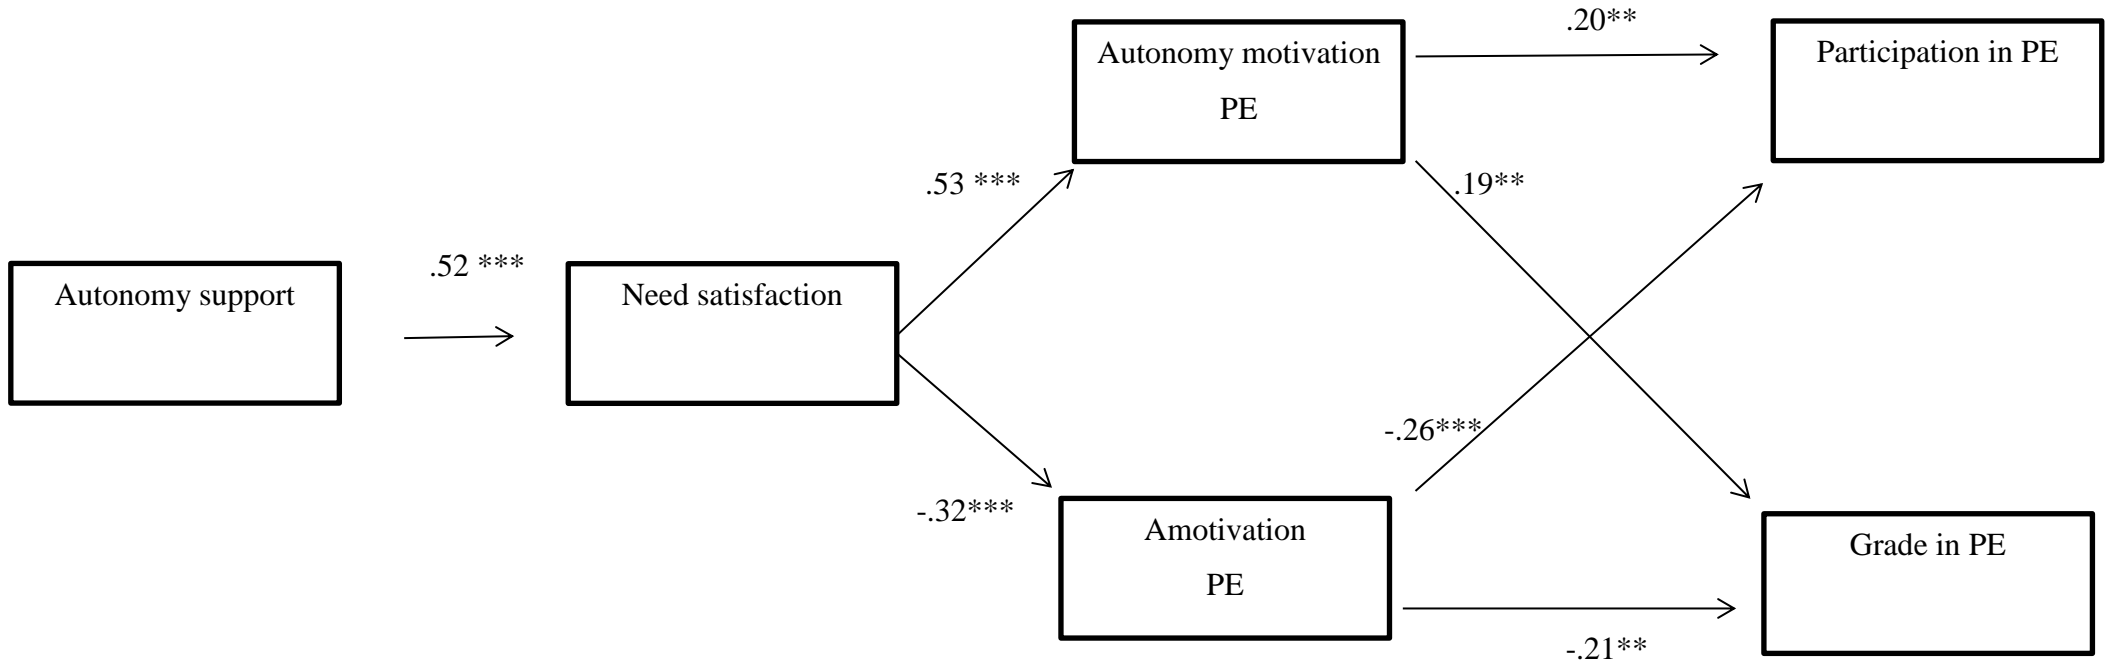 .20**
Autonomy motivation
PE
Participation in PE
.53 ***
.19**
.52 ***
Autonomy support
Need satisfaction
-.26***
-.32***
Amotivation
PE
Grade in PE
-.21**